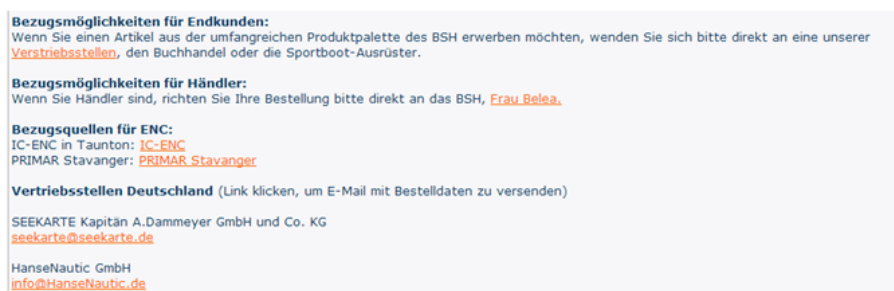 Bezugsmöglichkeiten für Endkunden:
Wenn Sie einen Artikel aus der umfangreichen Produktpalette des BSH erwerben möchten, wenden Sie sich bitte direkt an eine unserer
Verstriebsstellen, den Buchhandel oder die Sportboot-Ausrüster.
Bezugsmöglichkeiten für Händler:
Wenn Sie Händler sind, richten Sie Ihre Bestellung bitte direkt an das BSH, Frau Belea.
Bezugsquellen für ENC:
IC-ENC in Taunton: IC-ENC
PRIMAR Stavanger: PRIMAR Stavanger
Vertriebsstellen Deutschland (Link klicken, um E-Mail mit Bestelldaten zu versenden)
SEEKARTE Kapitän A.Dammeyer GmbH und Co. KG
seekarte@seekarte.de
HanseNautic GmbH
info@HanseNautic.de